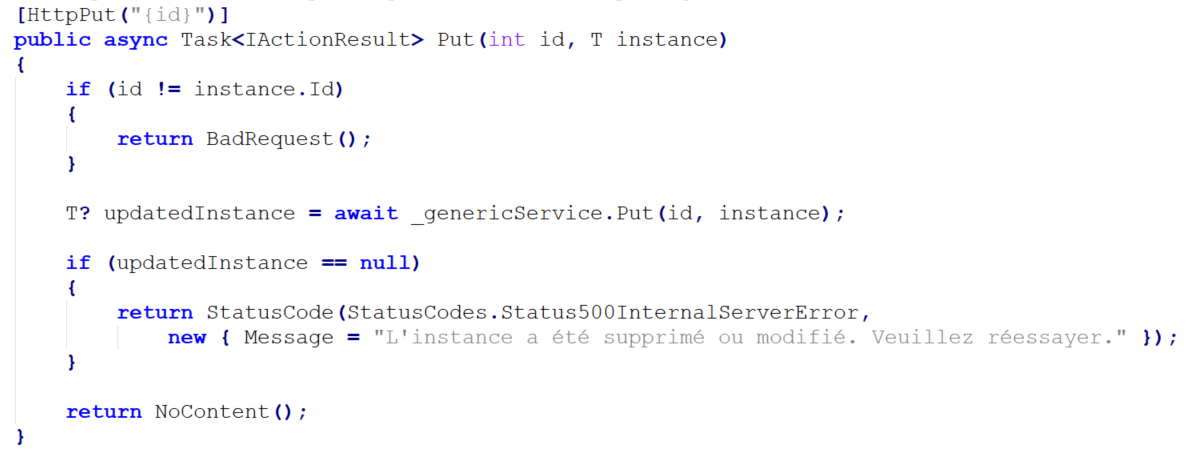 [HttpPut("{id}")]
public async Task<IActionResult> Put(int id, T instance)
{
if (id != instance.Id)
{
return BadRequest();
}
T? updatedInstance = await _genericService.Put(id, instance);
if (updatedInstance == null)
{
return StatusCode(StatusCodes.Status500InternalServerError,
new { Message = "L'instance a été supprimé ou modifié. Veuillez réessayer." });
}
return NoContent();
}